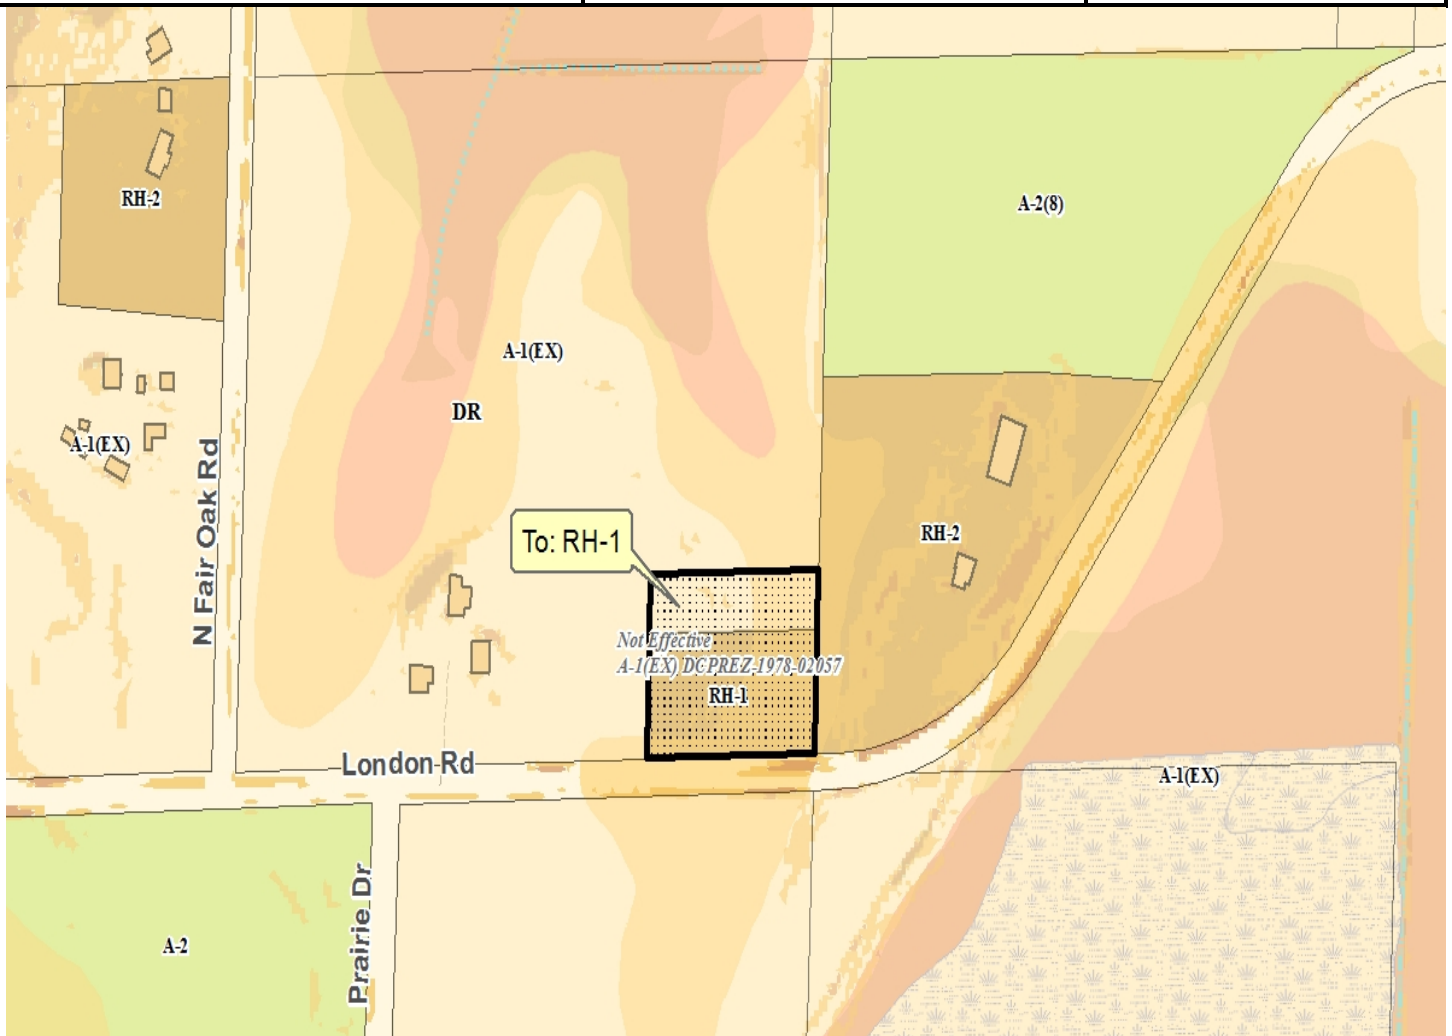 RH-2
A-2(8)
A-1(EX)
DR
A-1(EX)
N Fair Oak Rd
To: RH-1
RH-2
Not Effective
A-1(EX) DCPREZ-1978-02057
RH-1
London Rd
A-1(EX)
Prairie Dr
A-2